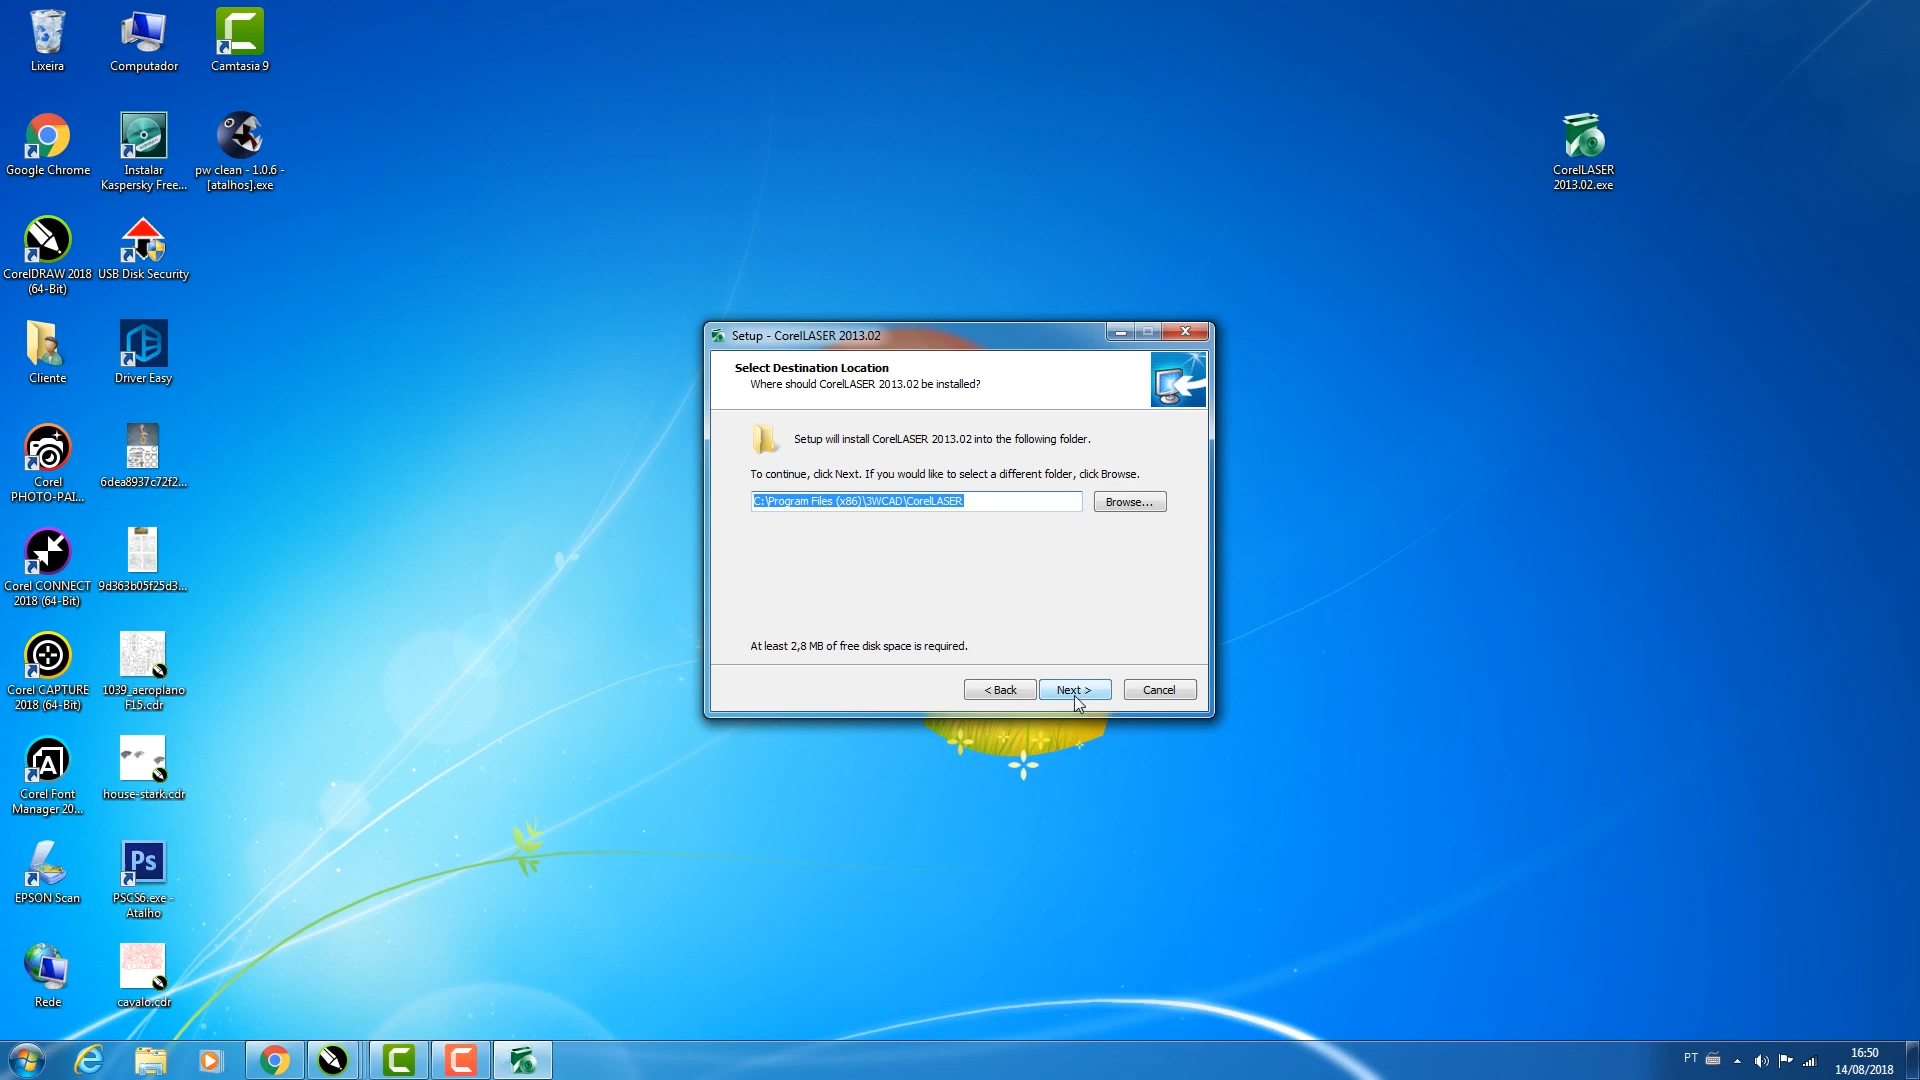 Lixeira
Computador
Camtasia 9
Google Chrome
Instalar
Kaspersky Free...
pw clean - 1.0.6 -
[atalhos].exe
CorelLASER
2013.02.exe
CorelDRAW 2018
(64-Bit)
USB Disk Security
Cliente
Driver Easy
Corel
PHOTO-PAI...
6dea8937c72f2...
Corel CONNECT
2018 (64-Bit)
9d363b05f25d3...
Corel CAPTURE
2018 (64-Bit)
1039_aeroplano
F15.cdr
Corel Font
Manager 20...
house-stark.cdr
EPSON Scan
Ps
PSCS6.exe -
Atalho
Rede
cavalo.cdr
Setup - CorelLASER 2013.02
Select Destination Location
Where should CorelLASER 2013.02 be installed?
Setup will install CorelLASER 2013.02 into the following folder.
To continue, click Next. If you would like to select a different folder, click Browse.
C:\Program Files (x86)\3WCAD\CorelLASER
Browse...
At least 2,8 MB of free disk space is required.
< Back
Next >
Cancel
PT
16:50
14/08/2018